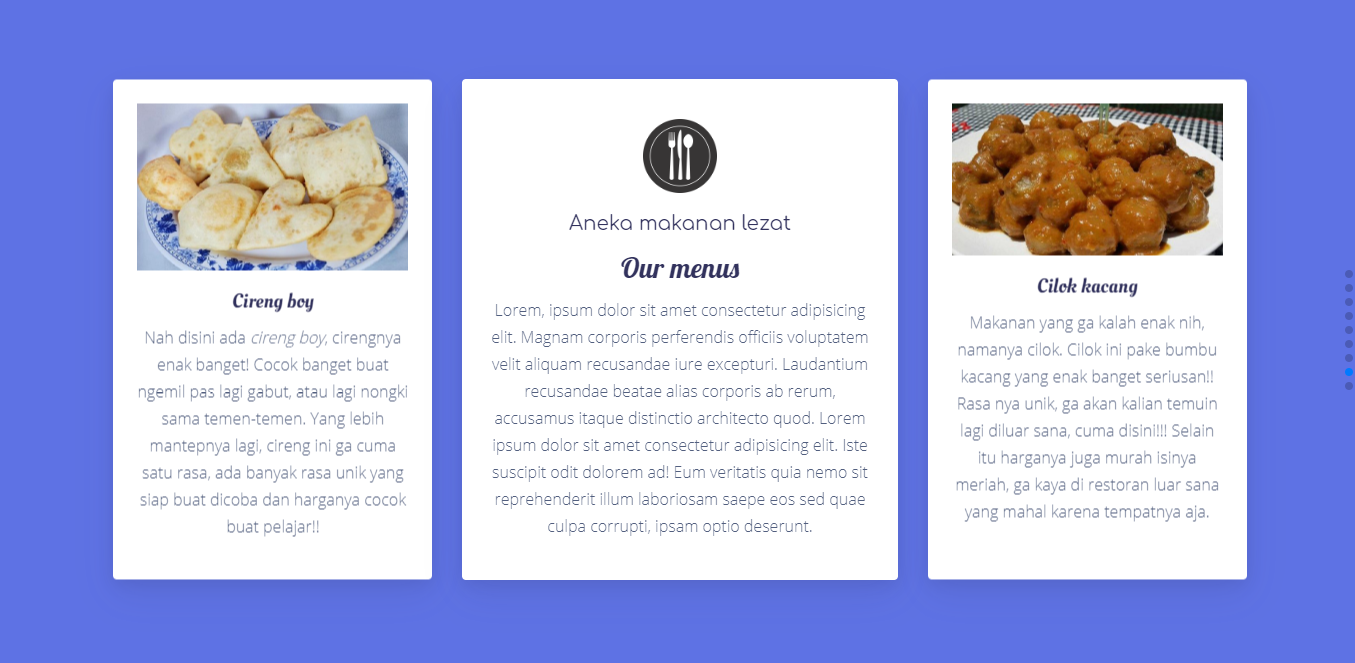 Cireng boy
Nah disini ada cireng boy, cirengnya
enak banget! Cocok banget buat
ngemil pas lagi gabut, atau lagi nongki
sama temen-temen. Yang lebih
mantepnya lagi, cireng ini ga cuma
satu rasa, ada banyak rasa unik yang
siap buat dicoba dan harganya cocok
buat pelajar!!
Aneka makanan lezat
Our menus
Lorem, ipsum dolor sit amet consectetur adipisicing
elit. Magnam corporis perferendis officiis voluptatem
velit aliquam recusandae iure excepturi. Laudantium
recusandae beatae alias corporis ab rerum,
accusamus itaque distinctio architecto quod. Lorem
ipsum dolor sit amet consectetur adipisicing elit. Iste
suscipit odit dolorem ad! Eum veritatis quia nemo sit
reprehenderit illum laboriosam saepe eos sed quae
culpa corrupti, ipsam optio deserunt.
Cilok kacang
Makanan yang ga kalah enak nih,
namanya cilok. Cilok ini pake bumbu
kacang yang enak banget seriusan!!
Rasa nya unik, ga akan kalian temuin
lagi diluar sana, cuma disini!!! Selain
itu harganya juga murah isinya
meriah, ga kaya di restoran luar sana
yang mahal karena tempatnya aja.